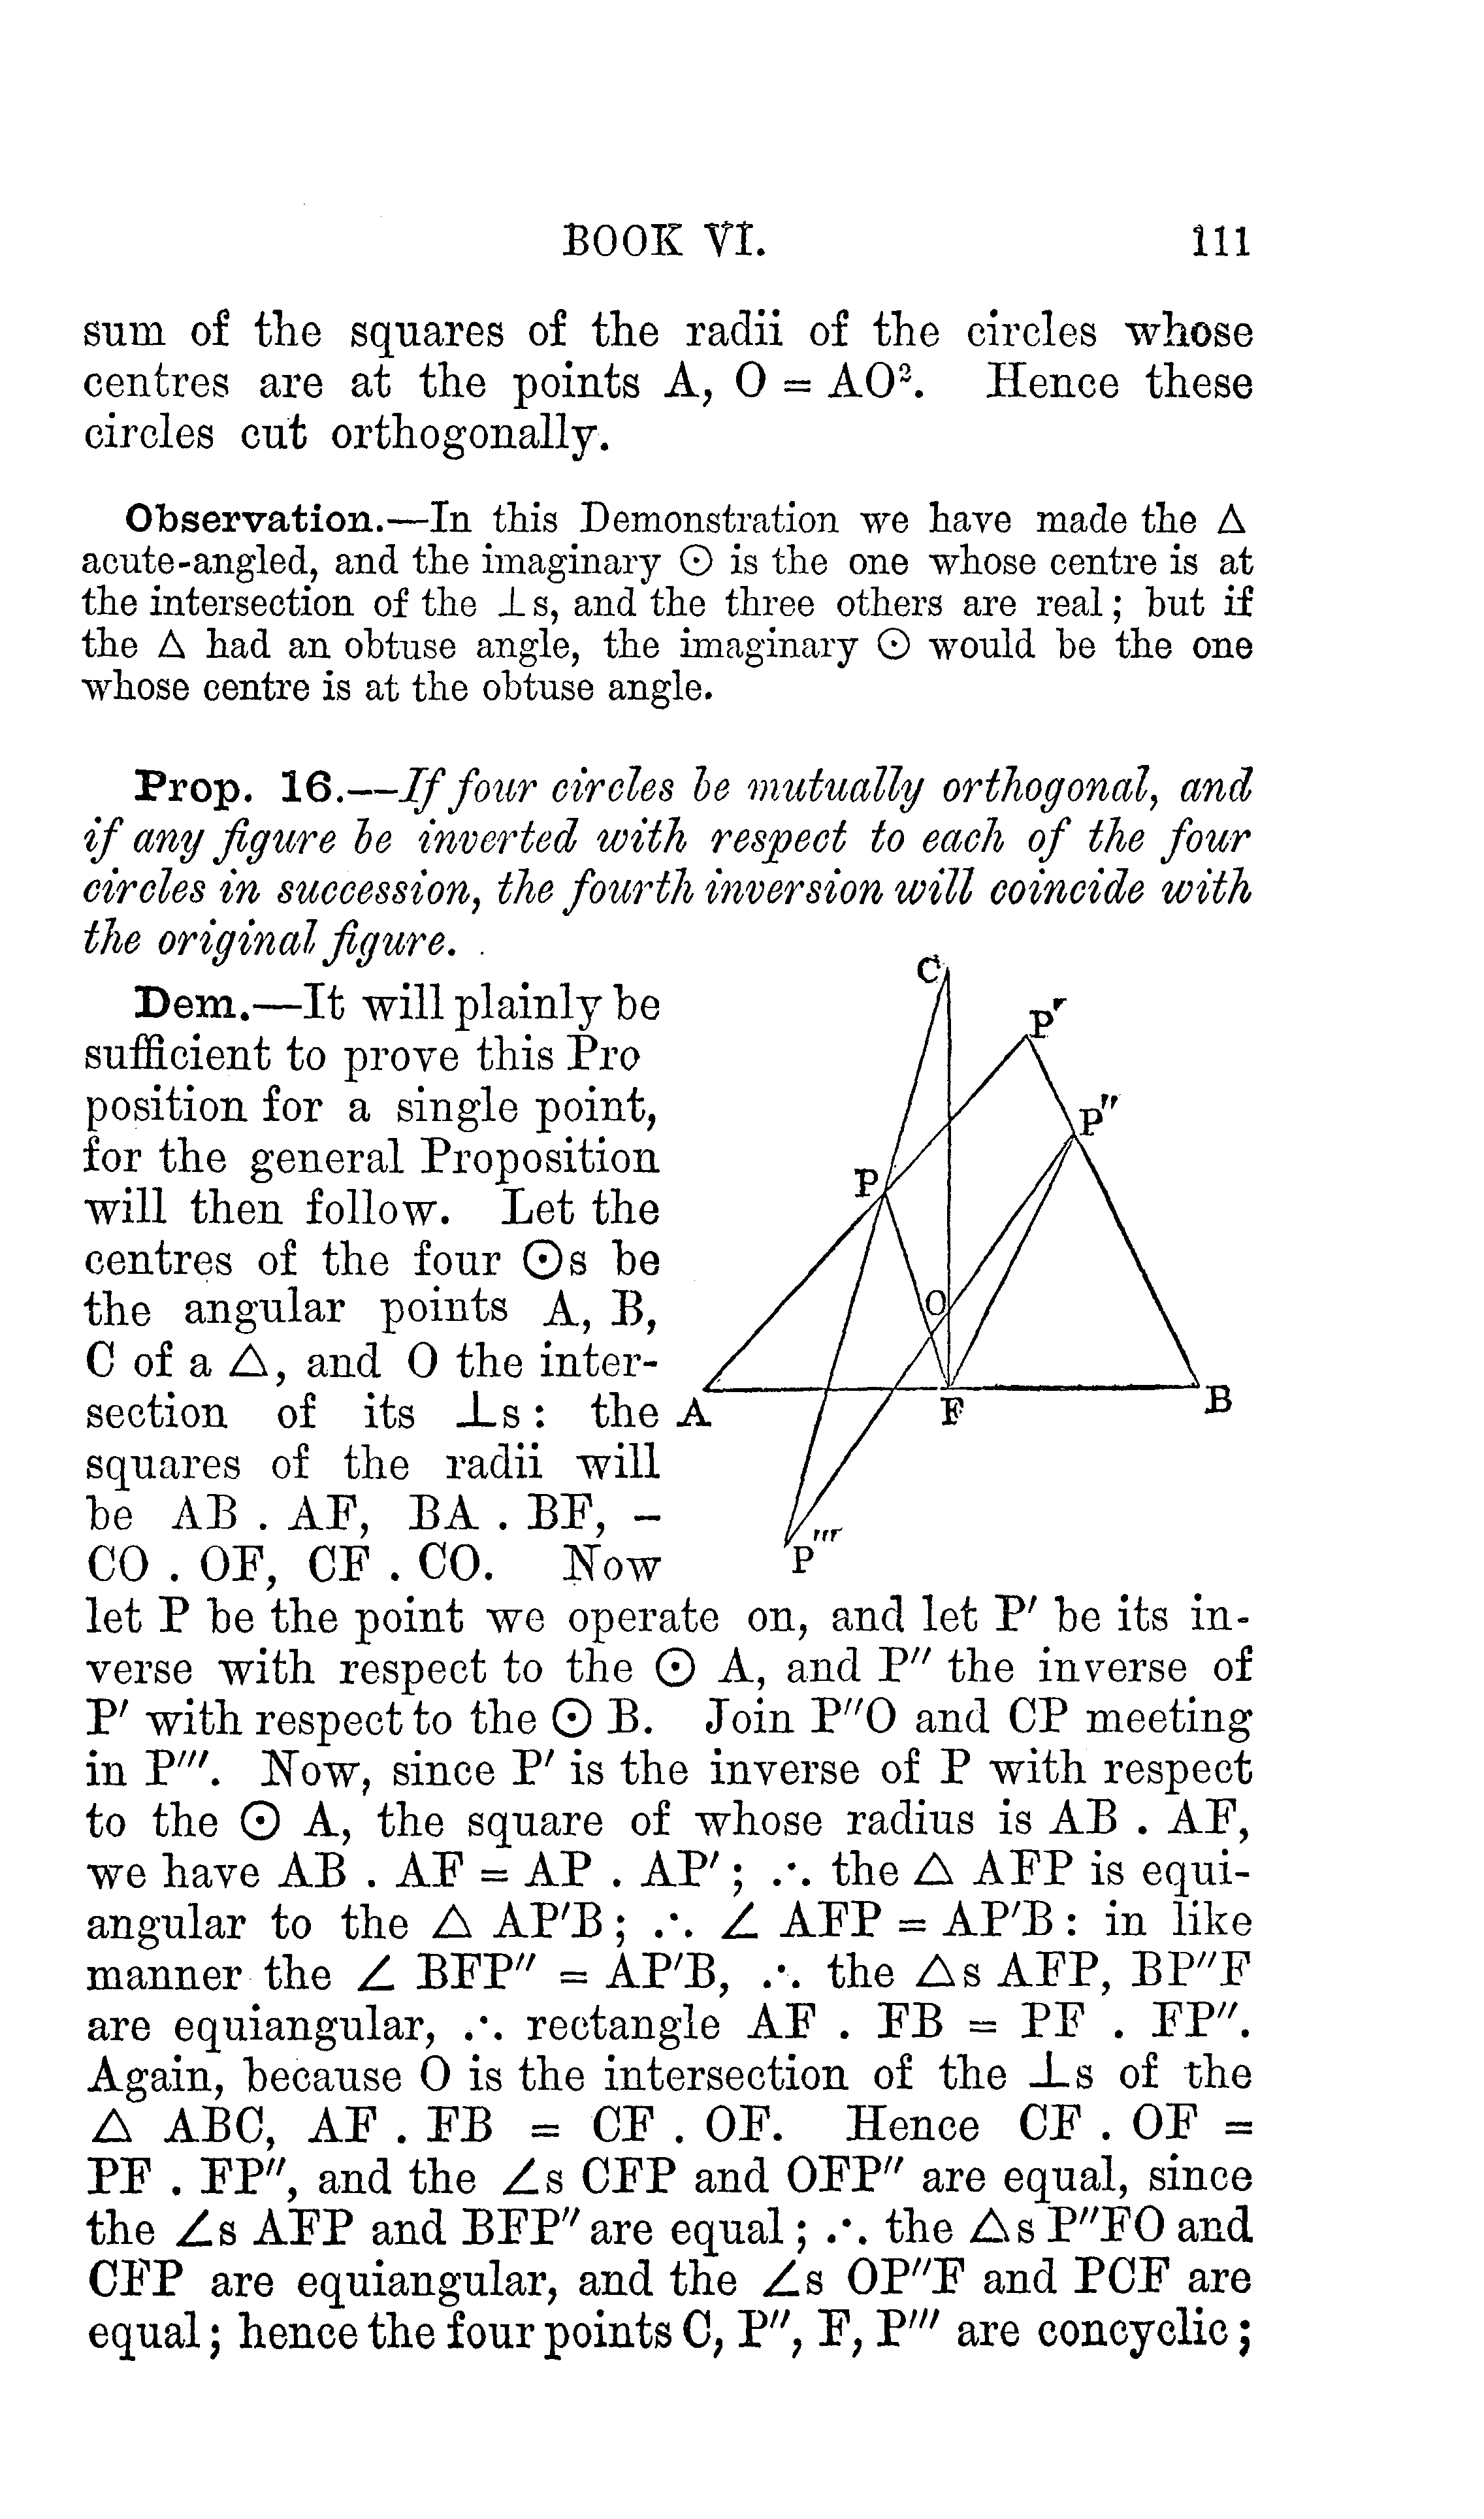 BOOK VI. 111
sum of the squares of the radii of the circles whose
centres are at the points A, O = AO². Hence these
circles cut orthogonally.
Observation.—In this Demonstration we have made the △
acute-angled, and the imaginary ⊙ is the one whose centre is at
the intersection of the ⊥s, and the three others are real; but if
the △ had an obtuse angle, the imaginary ⊙ would be the one
whose centre is at the obtuse angle.
Prop. 16.—If four circles be mutually orthogonal, and
if any figure be inverted with respect to each of the four
circles in succession, the fourth inversion will coincide with
the original figure.
Dem.—It will plainly be
sufficient to prove this Pro
position for a single point,
for the general Proposition
will then follow. Let the
centres of the four ⊙s be
the angular points A, B,
C of a △, and O the inter-
section of its ⊥s: the
squares of the radii will
be AB . AF, BA . BF, –
CO . OF, CF . CO. Now
C
P'
P''
P
O
A
F
B
P'''
let P be the point we operate on, and let P' be its in-
verse with respect to the ⊙ A, and P'' the inverse of
P' with respect to the ⊙ B. Join P''O and CP meeting
in P'''. Now, since P' is the inverse of P with respect
to the ⊙ A, the square of whose radius is AB . AF,
we have AB . AF = AP . AP'; ∴ the △ AFP is equi-
angular to the △ AP'B; ∴ ∠ AFP = AP'B: in like
manner the ∠ BFP'' = AP'B, ∴ the △s AFP, BP''F
are equiangular, ∴ rectangle AF . FB = PF . FP''.
Again, because O is the intersection of the ⊥s of the
△ ABC, AF . FB = CF . OF. Hence CF . OF =
PF . FP'', and the ∠s CFP and OFP'' are equal, since
the ∠s AFP and BFP'' are equal; ∴ the △s P''FO and
CFP are equiangular, and the ∠s OP''F and PCF are
equal; hence the four points C, P'', F, P''' are concyclic;